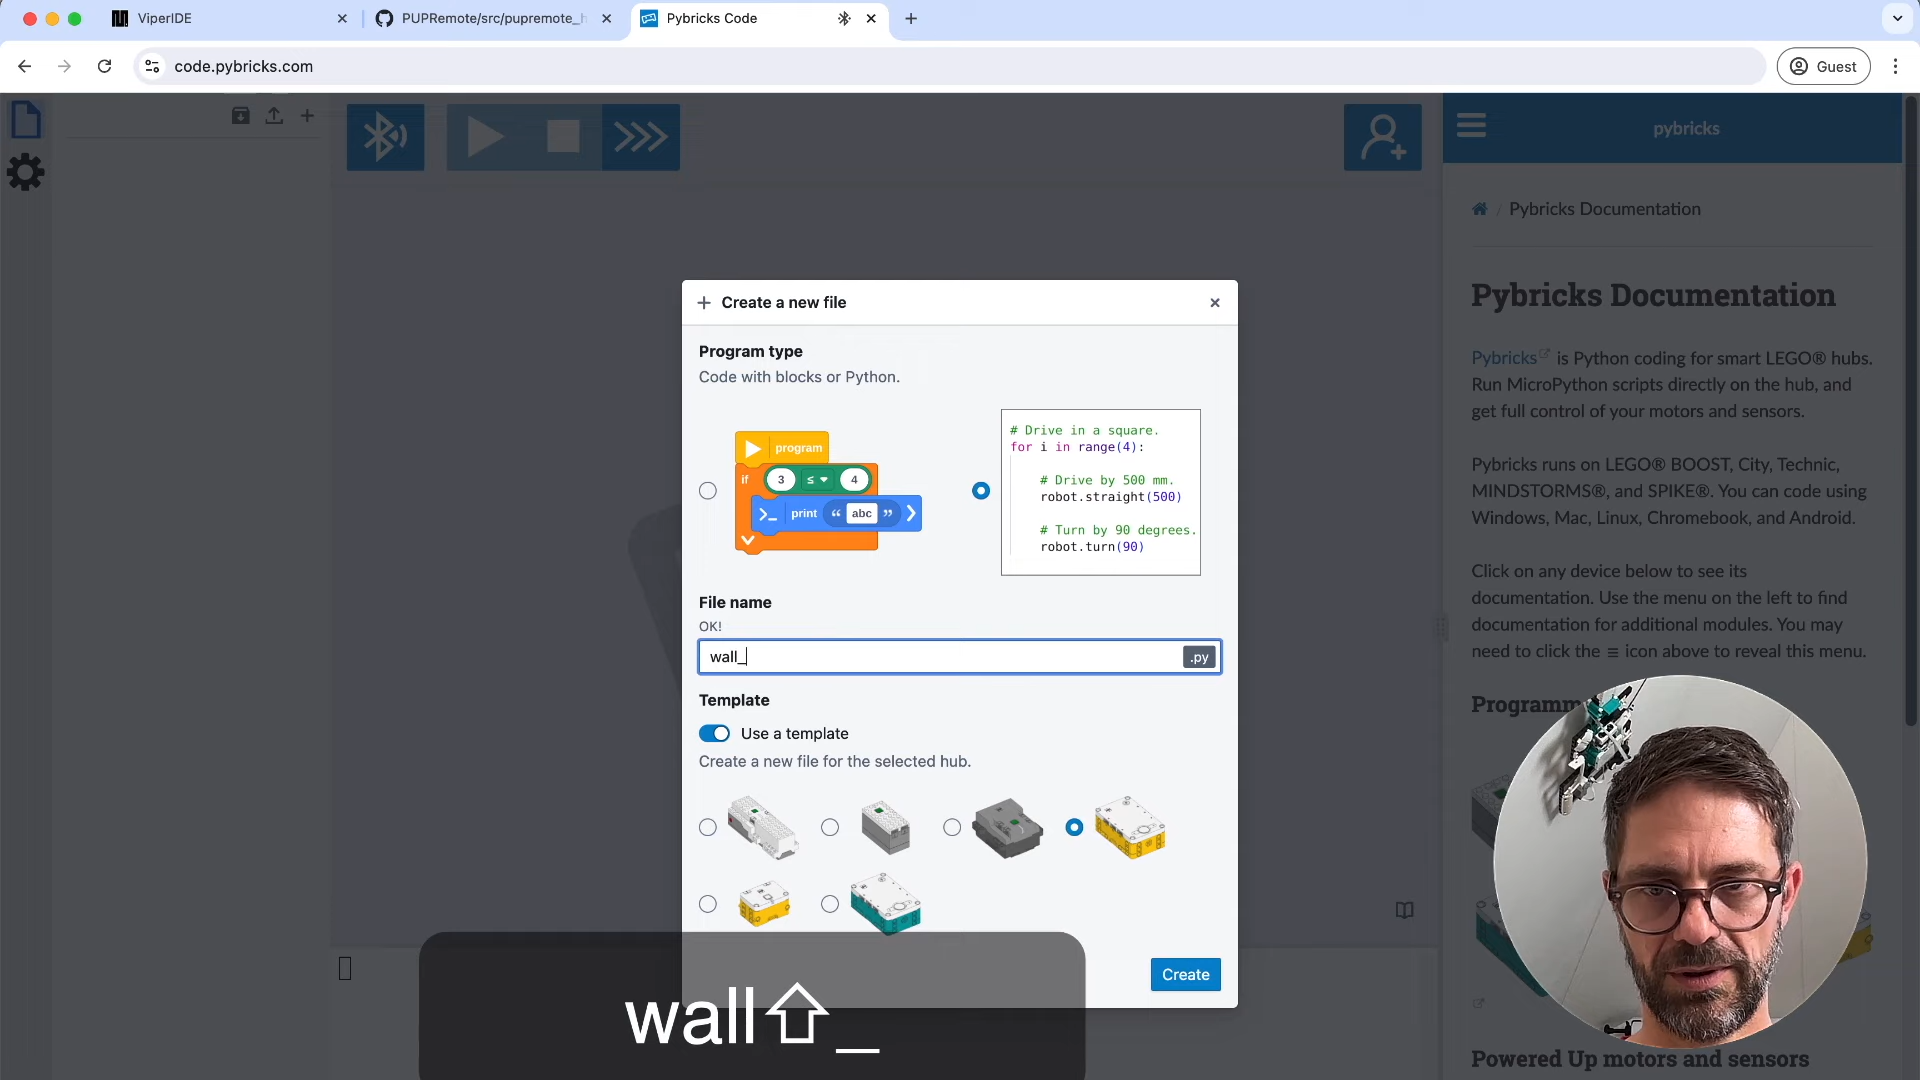 ViperIDE
PUPRemote/src/pupremote_h
Pybricks Code
code.pybricks.com
Guest
pybricks
/ Pybricks Documentation
Pybricks Documentation
Pybricks is Python coding for smart LEGO® hubs.
Run MicroPython scripts directly on the hub, and
get full control of your motors and sensors.
Pybricks runs on LEGO® BOOST, City, Technic,
MINDSTORMS®, and SPIKE®. You can code using
Windows, Mac, Linux, Chromebook, and Android.
Click on any device below to see its
documentation. Use the menu on the left to find
documentation for additional modules. You may
need to click the ≡ icon above to reveal this menu.
Powered Up motors and sensors
Create a new file
Program type
Code with blocks or Python.
program
if 3 ≤ 4
print “ abc ”
# Drive in a square.
for i in range(4):
# Drive by 500 mm.
robot.straight(500)
# Turn by 90 degrees.
robot.turn(90)
File name
OK!
wall_
.py
Template
Use a template
Create a new file for the selected hub.
Create
wall⇧_